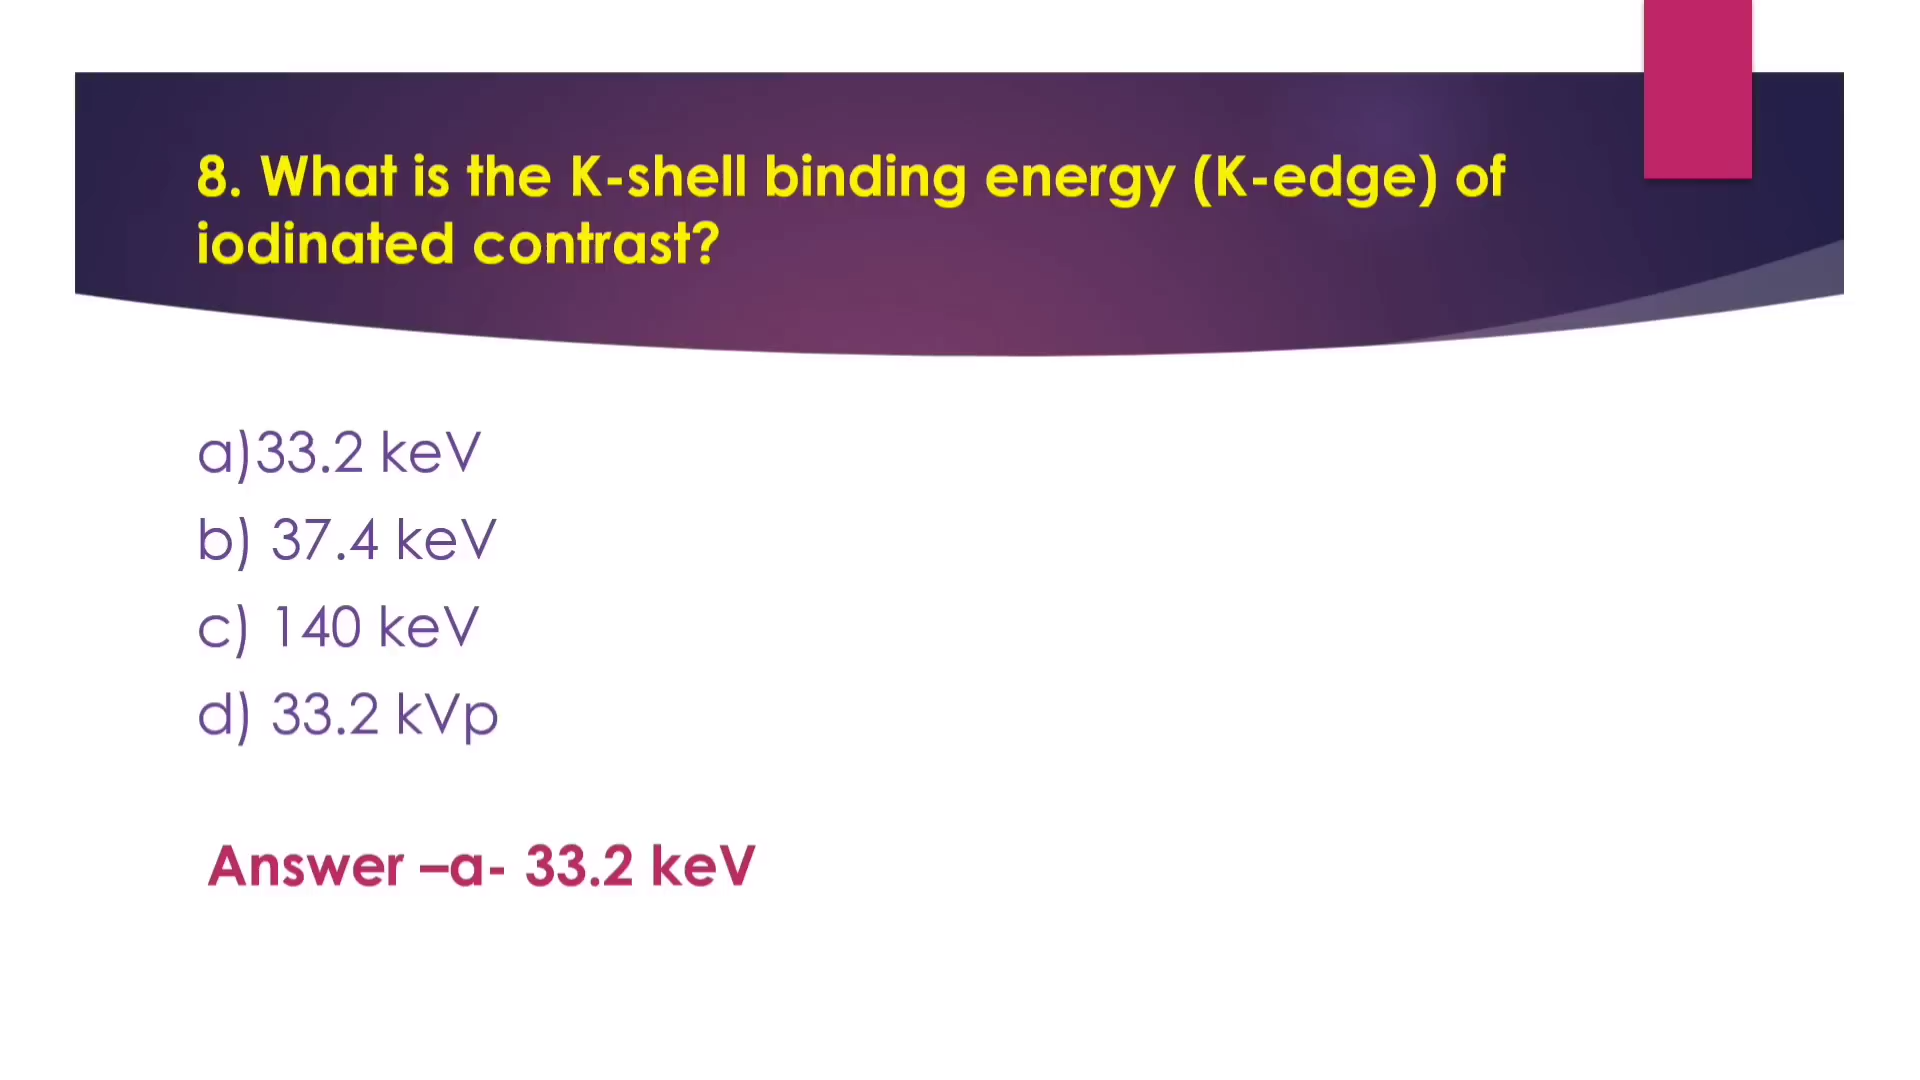 8. What is the K-shell binding energy (K-edge) of
iodinated contrast?
a)33.2 keV
b) 37.4 keV
c) 140 keV
d) 33.2 kVp
Answer –a- 33.2 keV